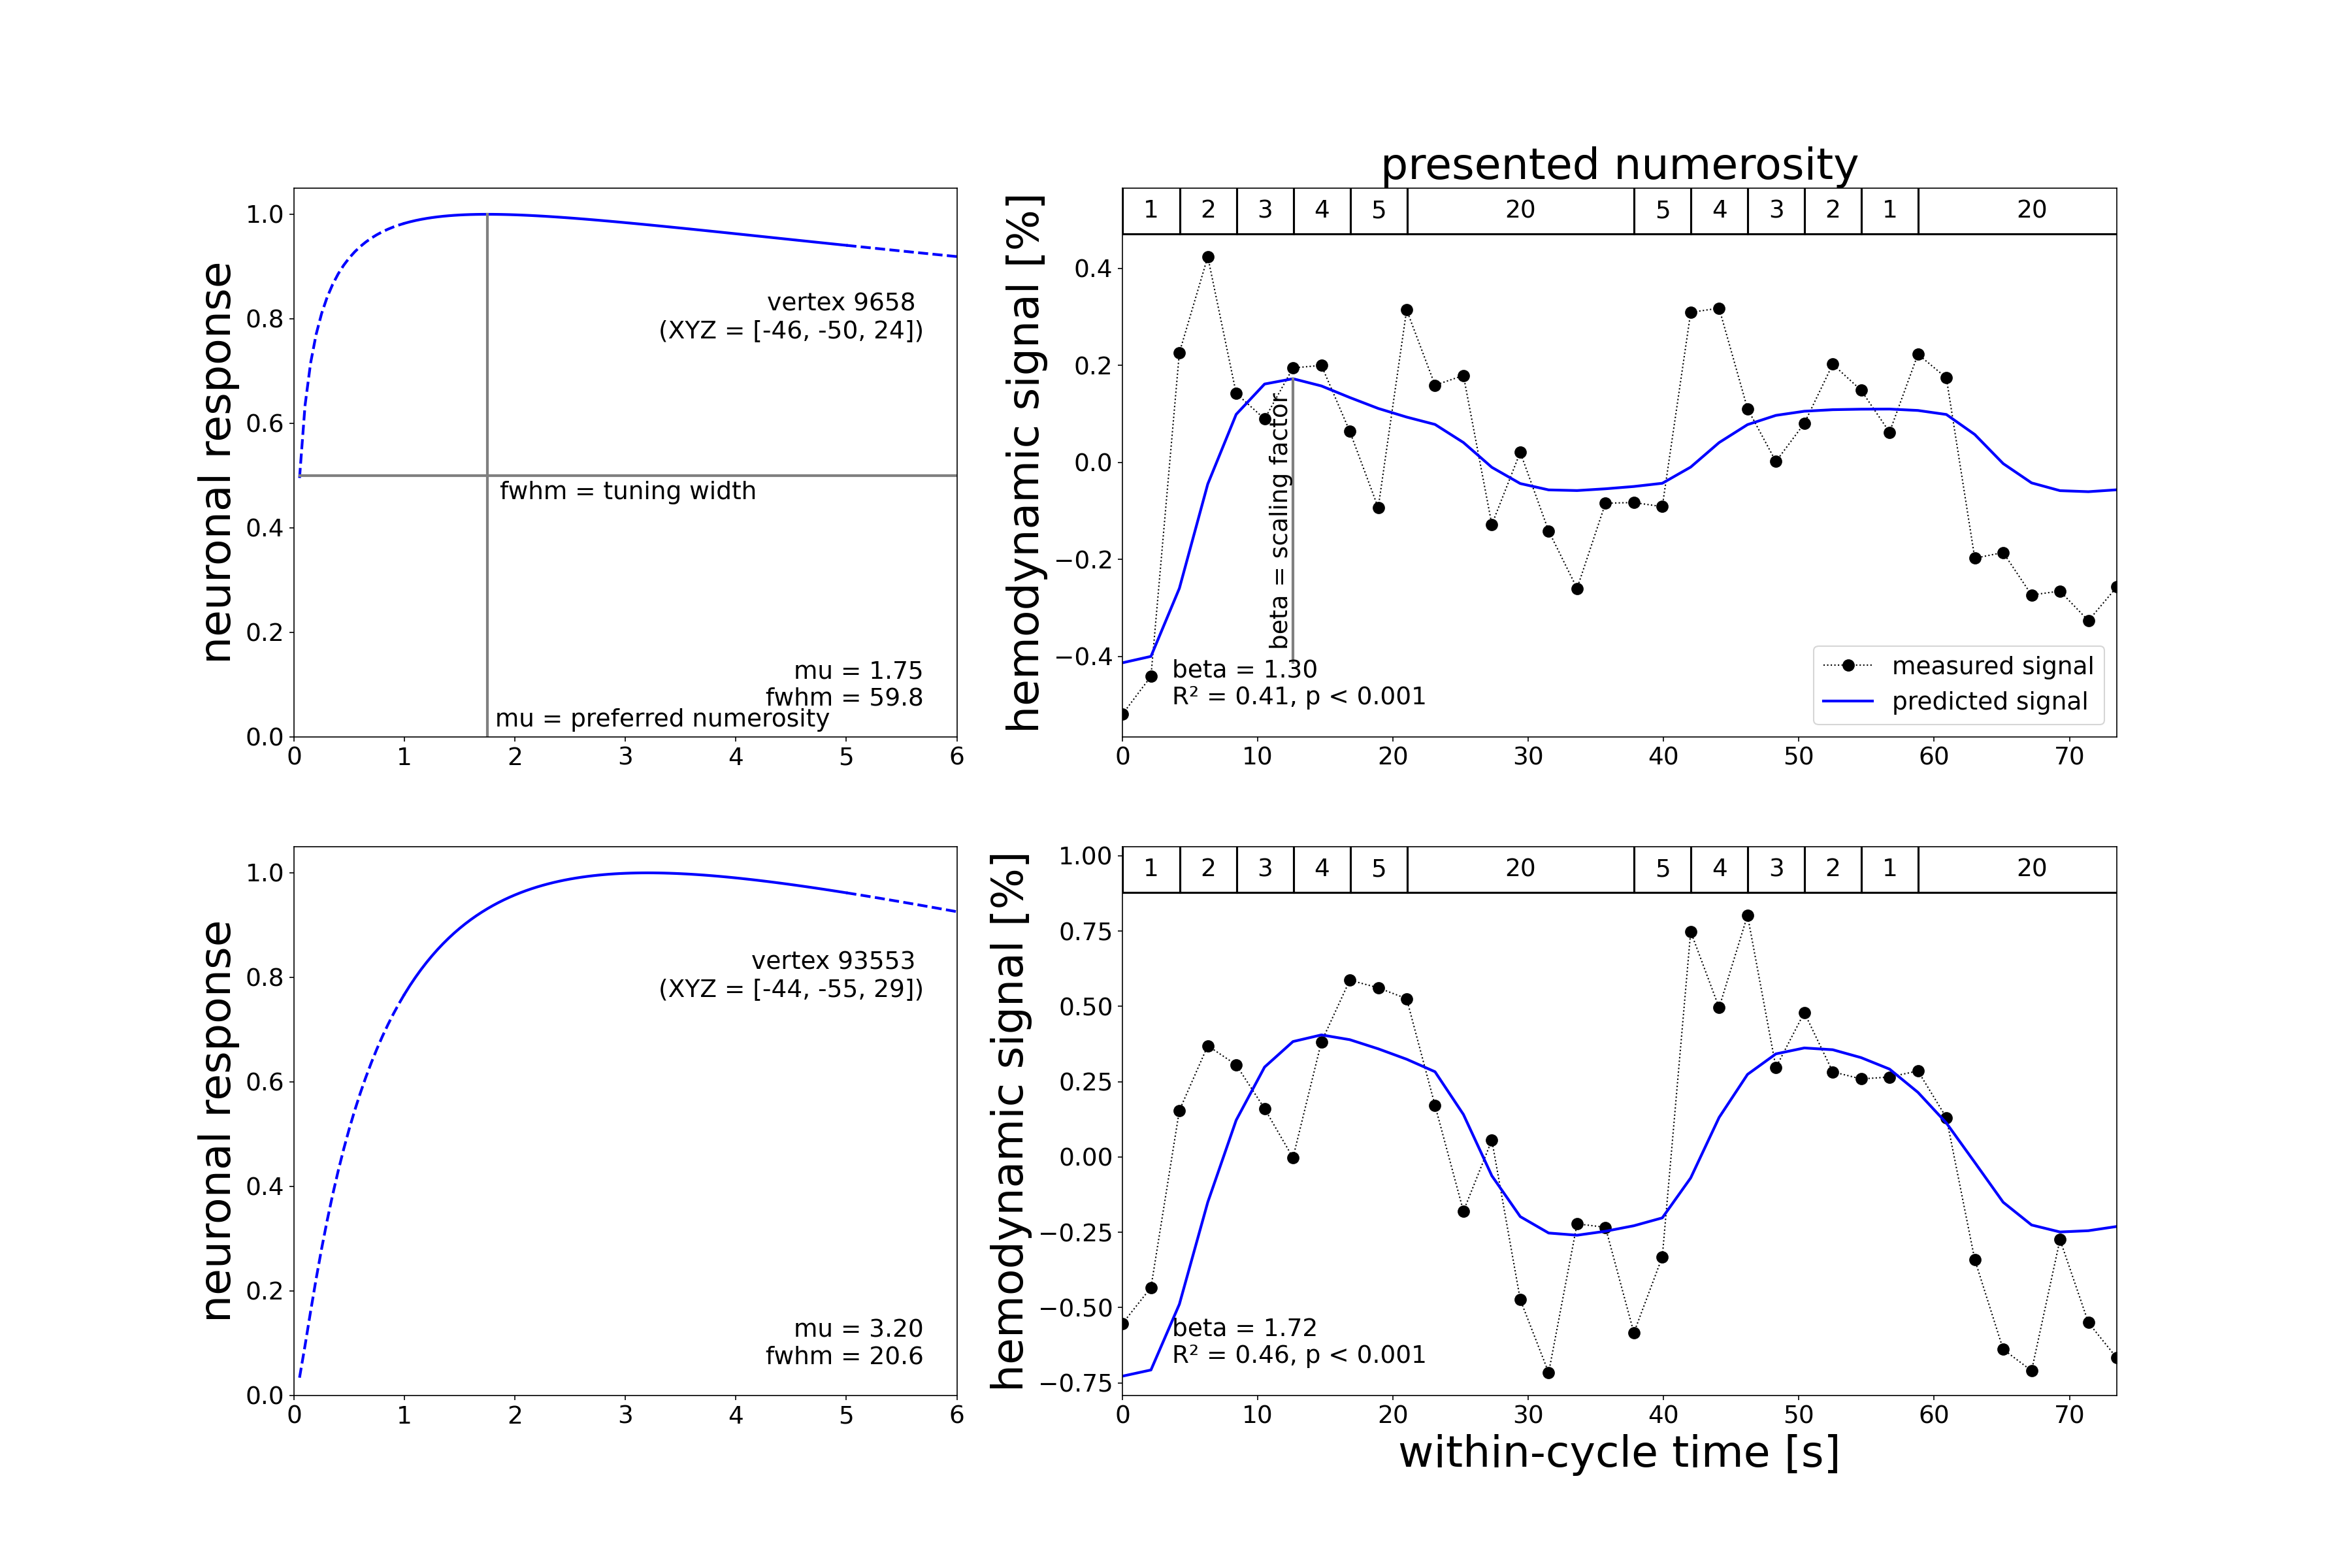 presented numerosity
neuronal response
1.0
0.8
0.6
0.4
0.2
0.0
0 1 2 3 4 5 6
vertex 9658
(XYZ = [-46, -50, 24])
fwhm = tuning width
mu = 1.75
fwhm = 59.8
mu = preferred numerosity
hemodynamic signal [%]
1 2 3 4 5 20 5 4 3 2 1 20
0.4
0.2
0.0
−0.2
−0.4
0 10 20 30 40 50 60 70
beta = scaling factor
beta = 1.30
R² = 0.41, p < 0.001
measured signal
predicted signal
neuronal response
1.0
0.8
0.6
0.4
0.2
0.0
0 1 2 3 4 5 6
vertex 93553
(XYZ = [-44, -55, 29])
mu = 3.20
fwhm = 20.6
hemodynamic signal [%]
1 2 3 4 5 20 5 4 3 2 1 20
1.00
0.75
0.50
0.25
0.00
−0.25
−0.50
−0.75
0 10 20 30 40 50 60 70
beta = 1.72
R² = 0.46, p < 0.001
within-cycle time [s]